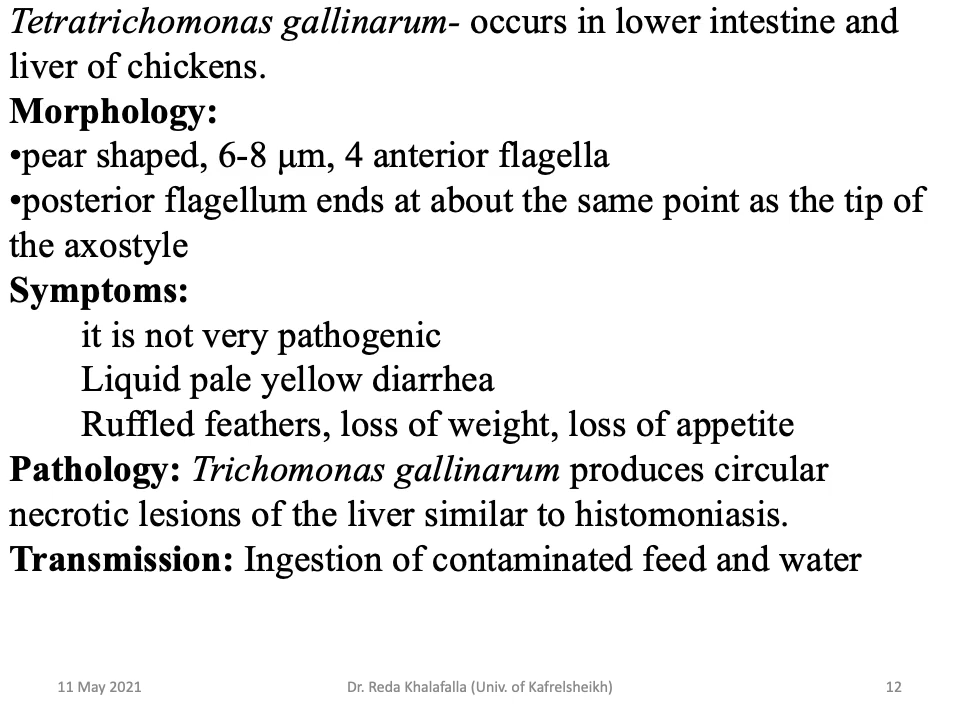 Tetratrichomonas gallinarum- occurs in lower intestine and
liver of chickens.
Morphology:
•pear shaped, 6-8 μm, 4 anterior flagella
•posterior flagellum ends at about the same point as the tip of
the axostyle
Symptoms:
it is not very pathogenic
Liquid pale yellow diarrhea
Ruffled feathers, loss of weight, loss of appetite
Pathology: Trichomonas gallinarum produces circular
necrotic lesions of the liver similar to histomoniasis.
Transmission: Ingestion of contaminated feed and water
11 May 2021 Dr. Reda Khalafalla (Univ. of Kafrelsheikh) 12